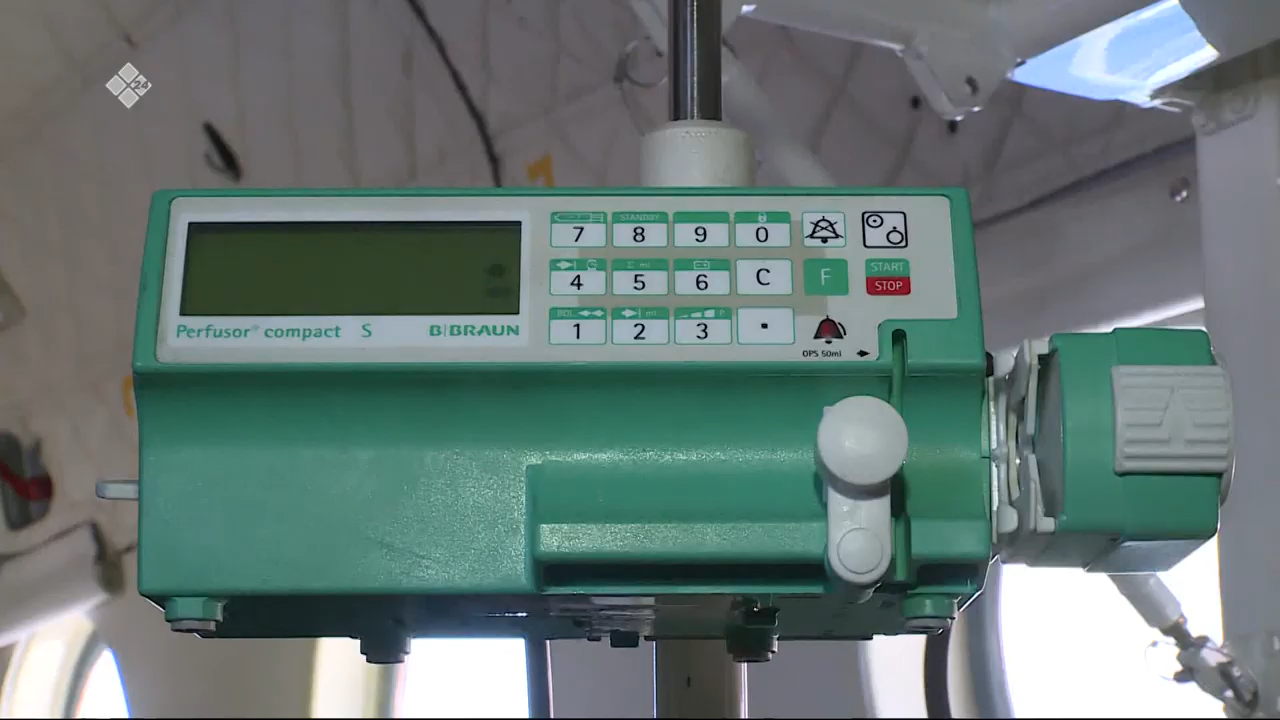 24
STANDBY
7 8 9 0
Σ ml
4 5 6 C F
START
STOP
BOL ml P
1 2 3 .
OPS 50ml
Perfusor® compact S
B|BRAUN